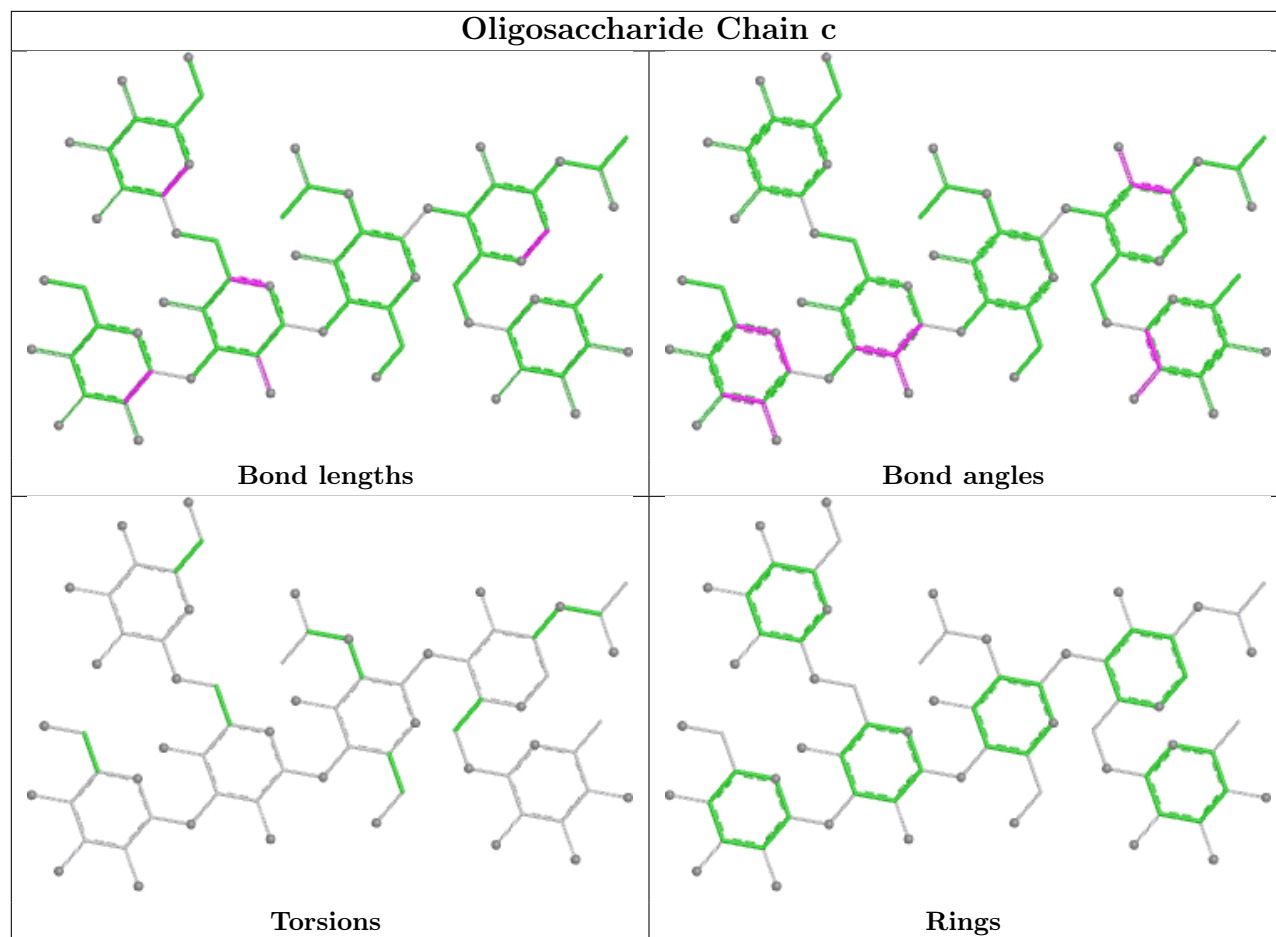 Oligosaccharide Chain c
Bond lengths
Bond angles
Torsions
Rings